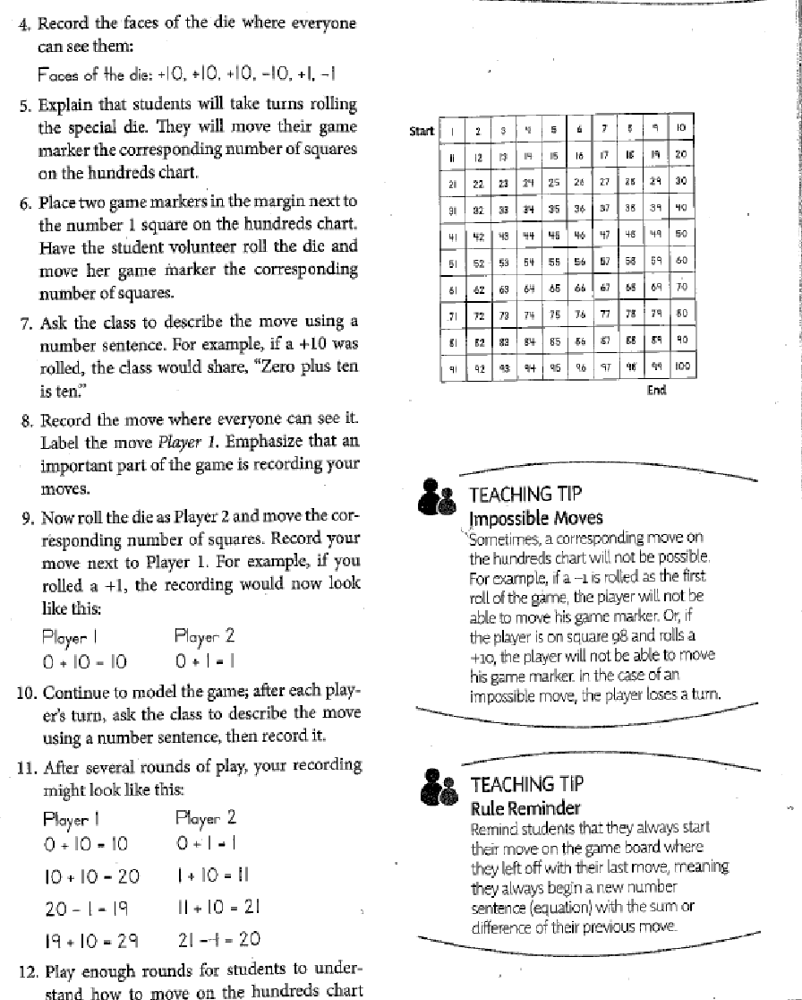 4. Record the faces of the die where everyone
can see them:
Faces of the die: +10, +10, +10, −10, +1, −1
5. Explain that students will take turns rolling
the special die. They will move their game
marker the corresponding number of squares
on the hundreds chart.
6. Place two game markers in the margin next to
the number 1 square on the hundreds chart.
Have the student volunteer roll the die and
move her game marker the corresponding
number of squares.
7. Ask the class to describe the move using a
number sentence. For example, if a +10 was
rolled, the class would share, “Zero plus ten
is ten.”
8. Record the move where everyone can see it.
Label the move Player 1. Emphasize that an
important part of the game is recording your
moves.
9. Now roll the die as Player 2 and move the cor-
responding number of squares. Record your
move next to Player 1. For example, if you
rolled a +1, the recording would now look
like this:
Player 1 Player 2
0 + 10 = 10 0 + 1 = 1
10. Continue to model the game; after each play-
er’s turn, ask the class to describe the move
using a number sentence, then record it.
11. After several rounds of play, your recording
might look like this:
Player 1 Player 2
0 + 10 = 10 0 + 1 = 1
10 + 10 = 20 1 + 10 = 11
20 − 1 = 19 11 + 10 = 21
19 + 10 = 29 21 − 1 = 20
12. Play enough rounds for students to under-
stand how to move on the hundreds chart
Start 1 2 3 4 5 6 7 8 9 10
11 12 13 14 15 16 17 18 19 20
21 22 23 24 25 26 27 28 29 30
31 32 33 34 35 36 37 38 39 40
41 42 43 44 45 46 47 48 49 50
51 52 53 54 55 56 57 58 59 60
61 62 63 64 65 66 67 68 69 70
71 72 73 74 75 76 77 78 79 80
81 82 83 84 85 86 87 88 89 90
91 92 93 94 95 96 97 98 99 100
End
TEACHING TIP
Impossible Moves
Sometimes, a corresponding move on
the hundreds chart will not be possible.
For example, if a −1 is rolled as the first
roll of the game, the player will not be
able to move his game marker. Or, if
the player is on square 98 and rolls a
+10, the player will not be able to move
his game marker. In the case of an
impossible move, the player loses a turn.
TEACHING TIP
Rule Reminder
Remind students that they always start
their move on the game board where
they left off with their last move, meaning
they always begin a new number
sentence (equation) with the sum or
difference of their previous move.